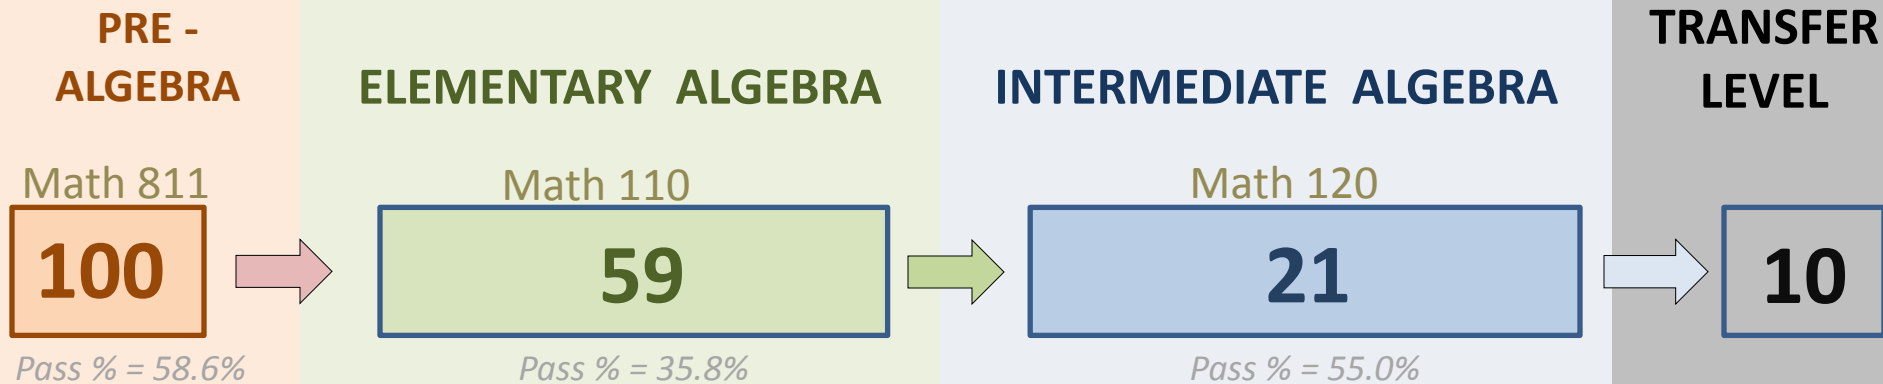 PRE -
ALGEBRA
Math 811
100
Pass % = 58.6%
ELEMENTARY ALGEBRA
Math 110
59
Pass % = 35.8%
INTERMEDIATE ALGEBRA
Math 120
21
Pass % = 55.0%
TRANSFER
LEVEL
10